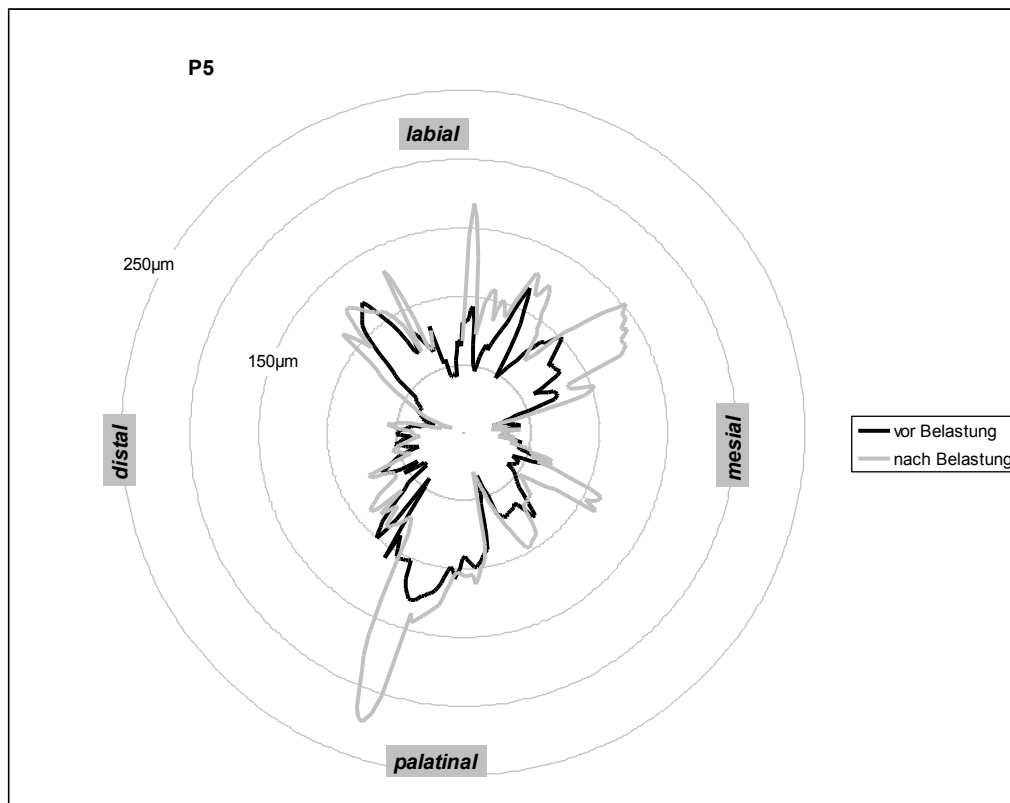 P5
labial
250µm
150µm
distal
mesial
vor Belastung
nach Belastung
palatinal